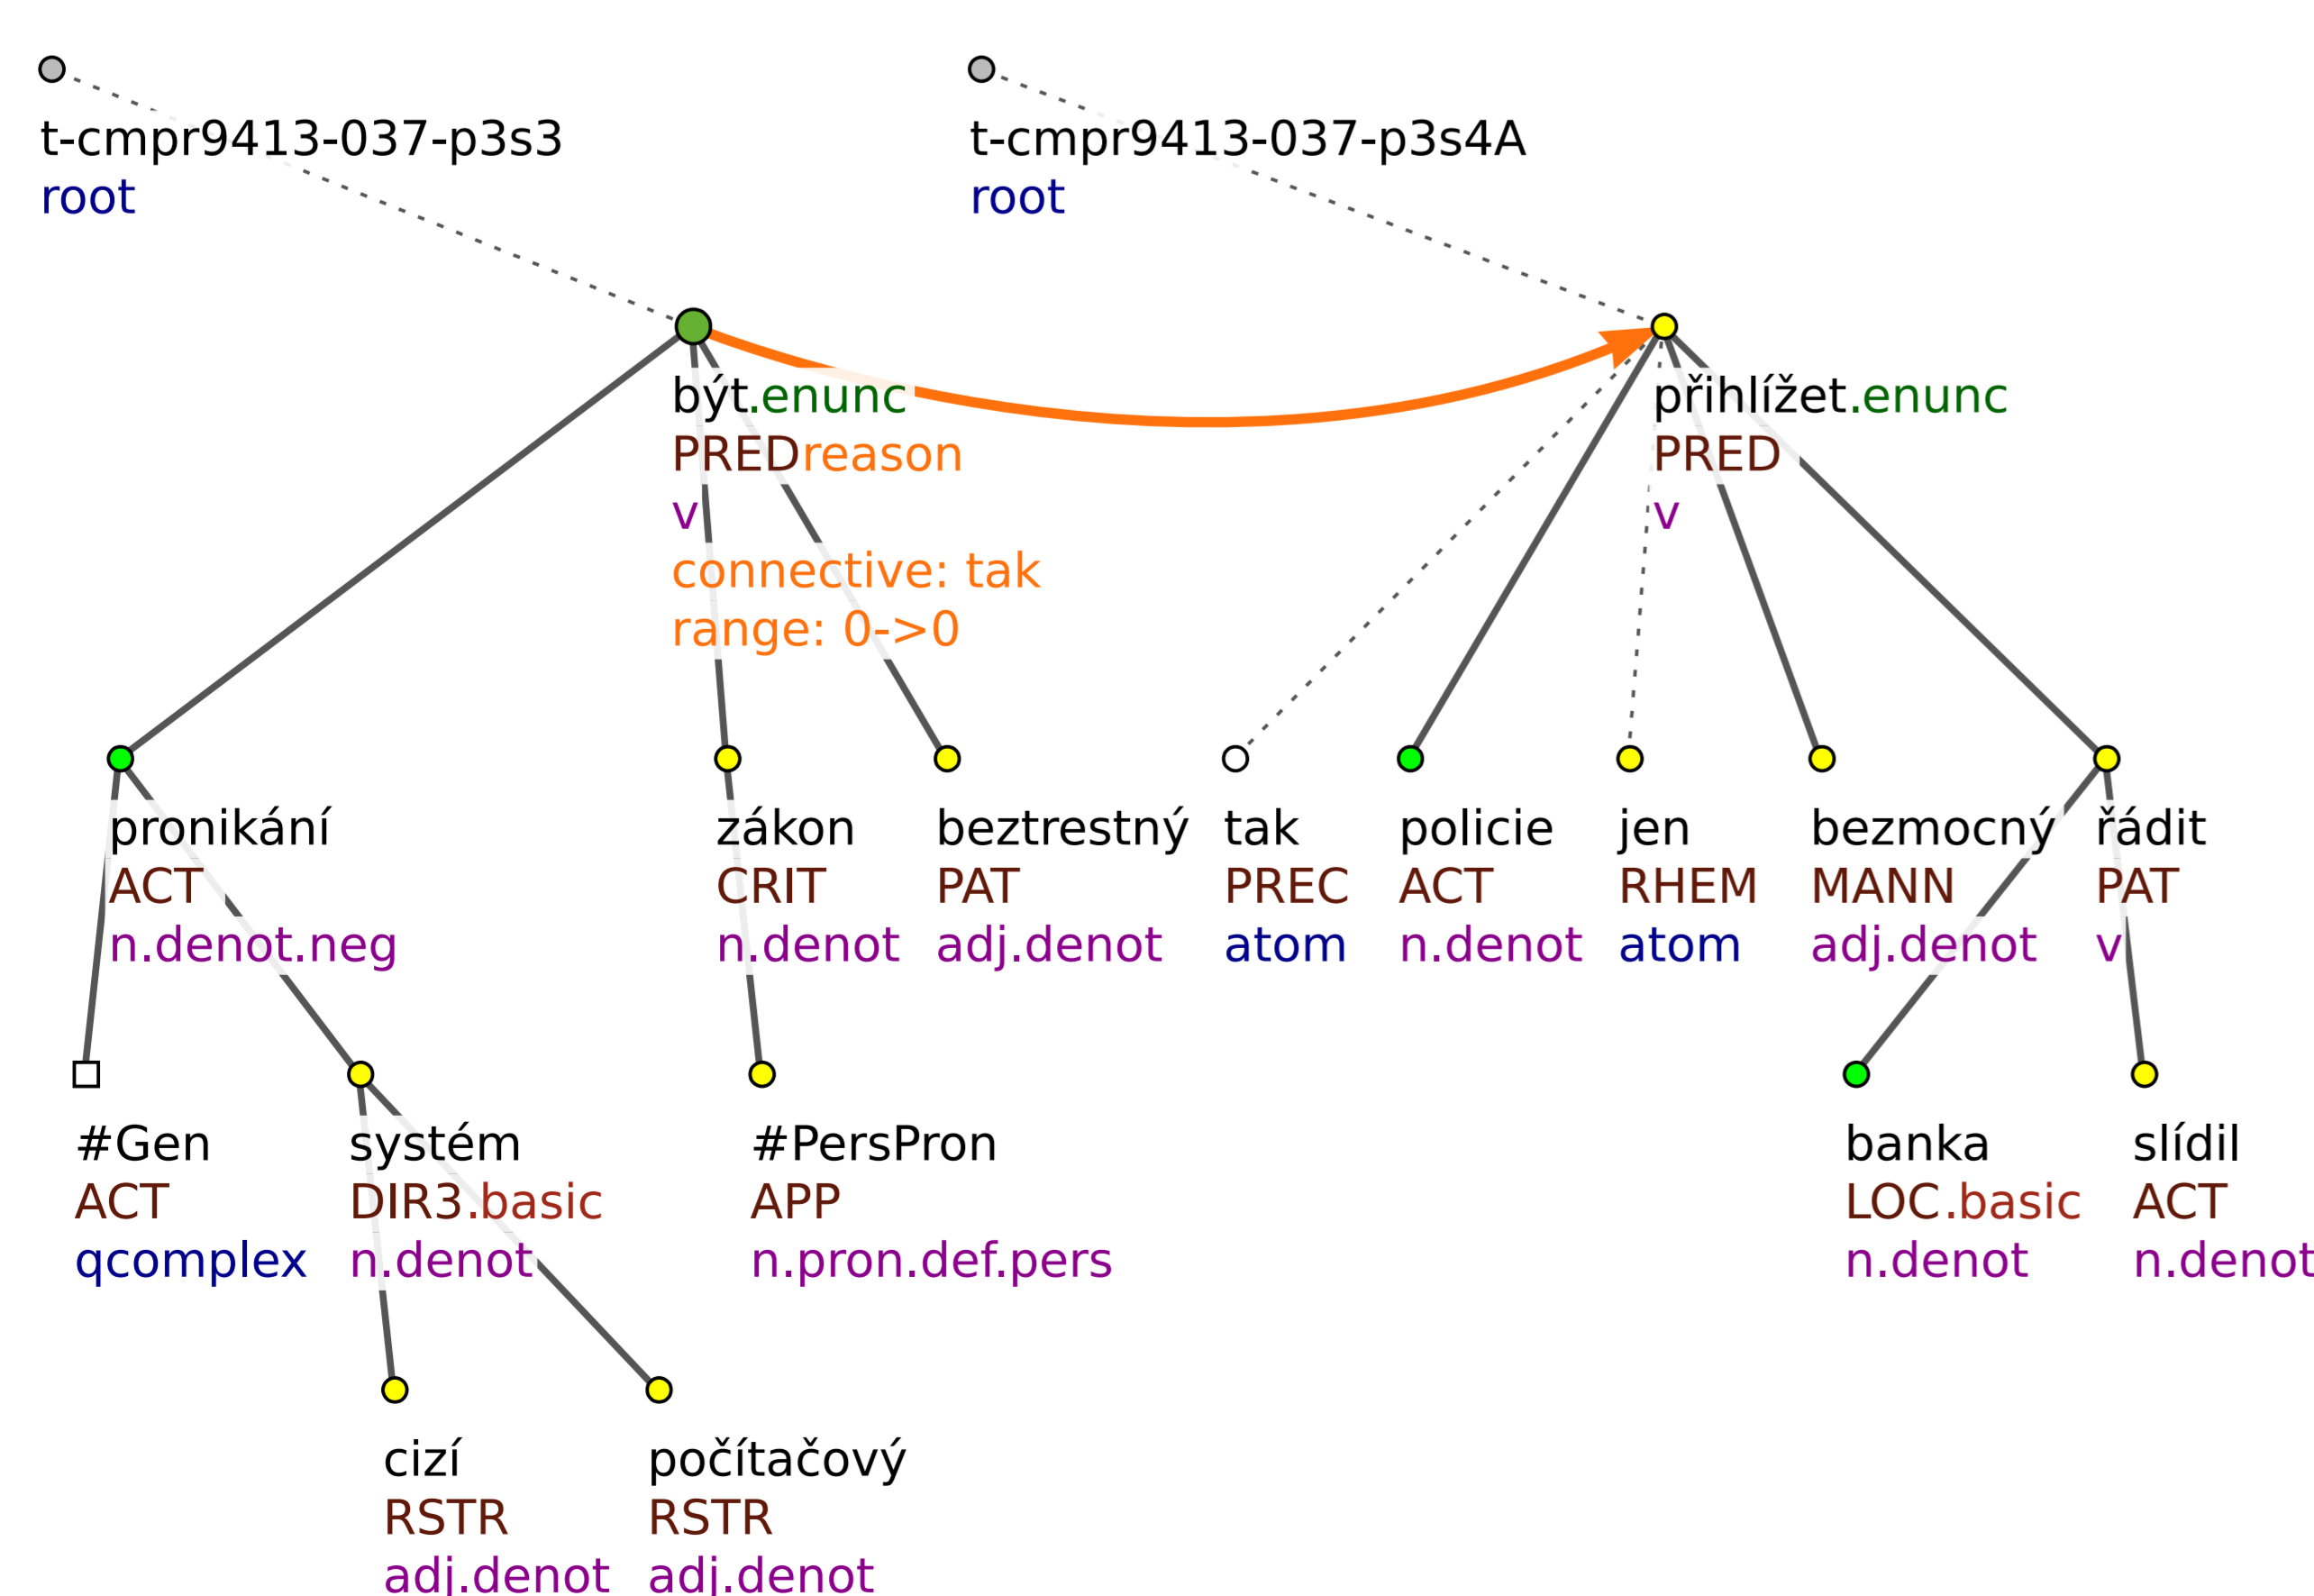 t-cmpr9413-037-p3s3
root
t-cmpr9413-037-p3s4A
root
být.enunc
PREDreason
v
connective: tak
range: 0->0
přihlížet.enunc
PRED
v
pronikání
ACT
n.denot.neg
zákon
CRIT
n.denot
beztrestný
PAT
adj.denot
tak
PREC
atom
policie
ACT
n.denot
jen
RHEM
atom
bezmocný
MANN
adj.denot
řádit
PAT
v
#Gen
ACT
qcomplex
systém
DIR3.basic
n.denot
#PersPron
APP
n.pron.def.pers
banka
LOC.basic
n.denot
slídil
ACT
n.denot
cizí
RSTR
adj.denot
počítačový
RSTR
adj.denot